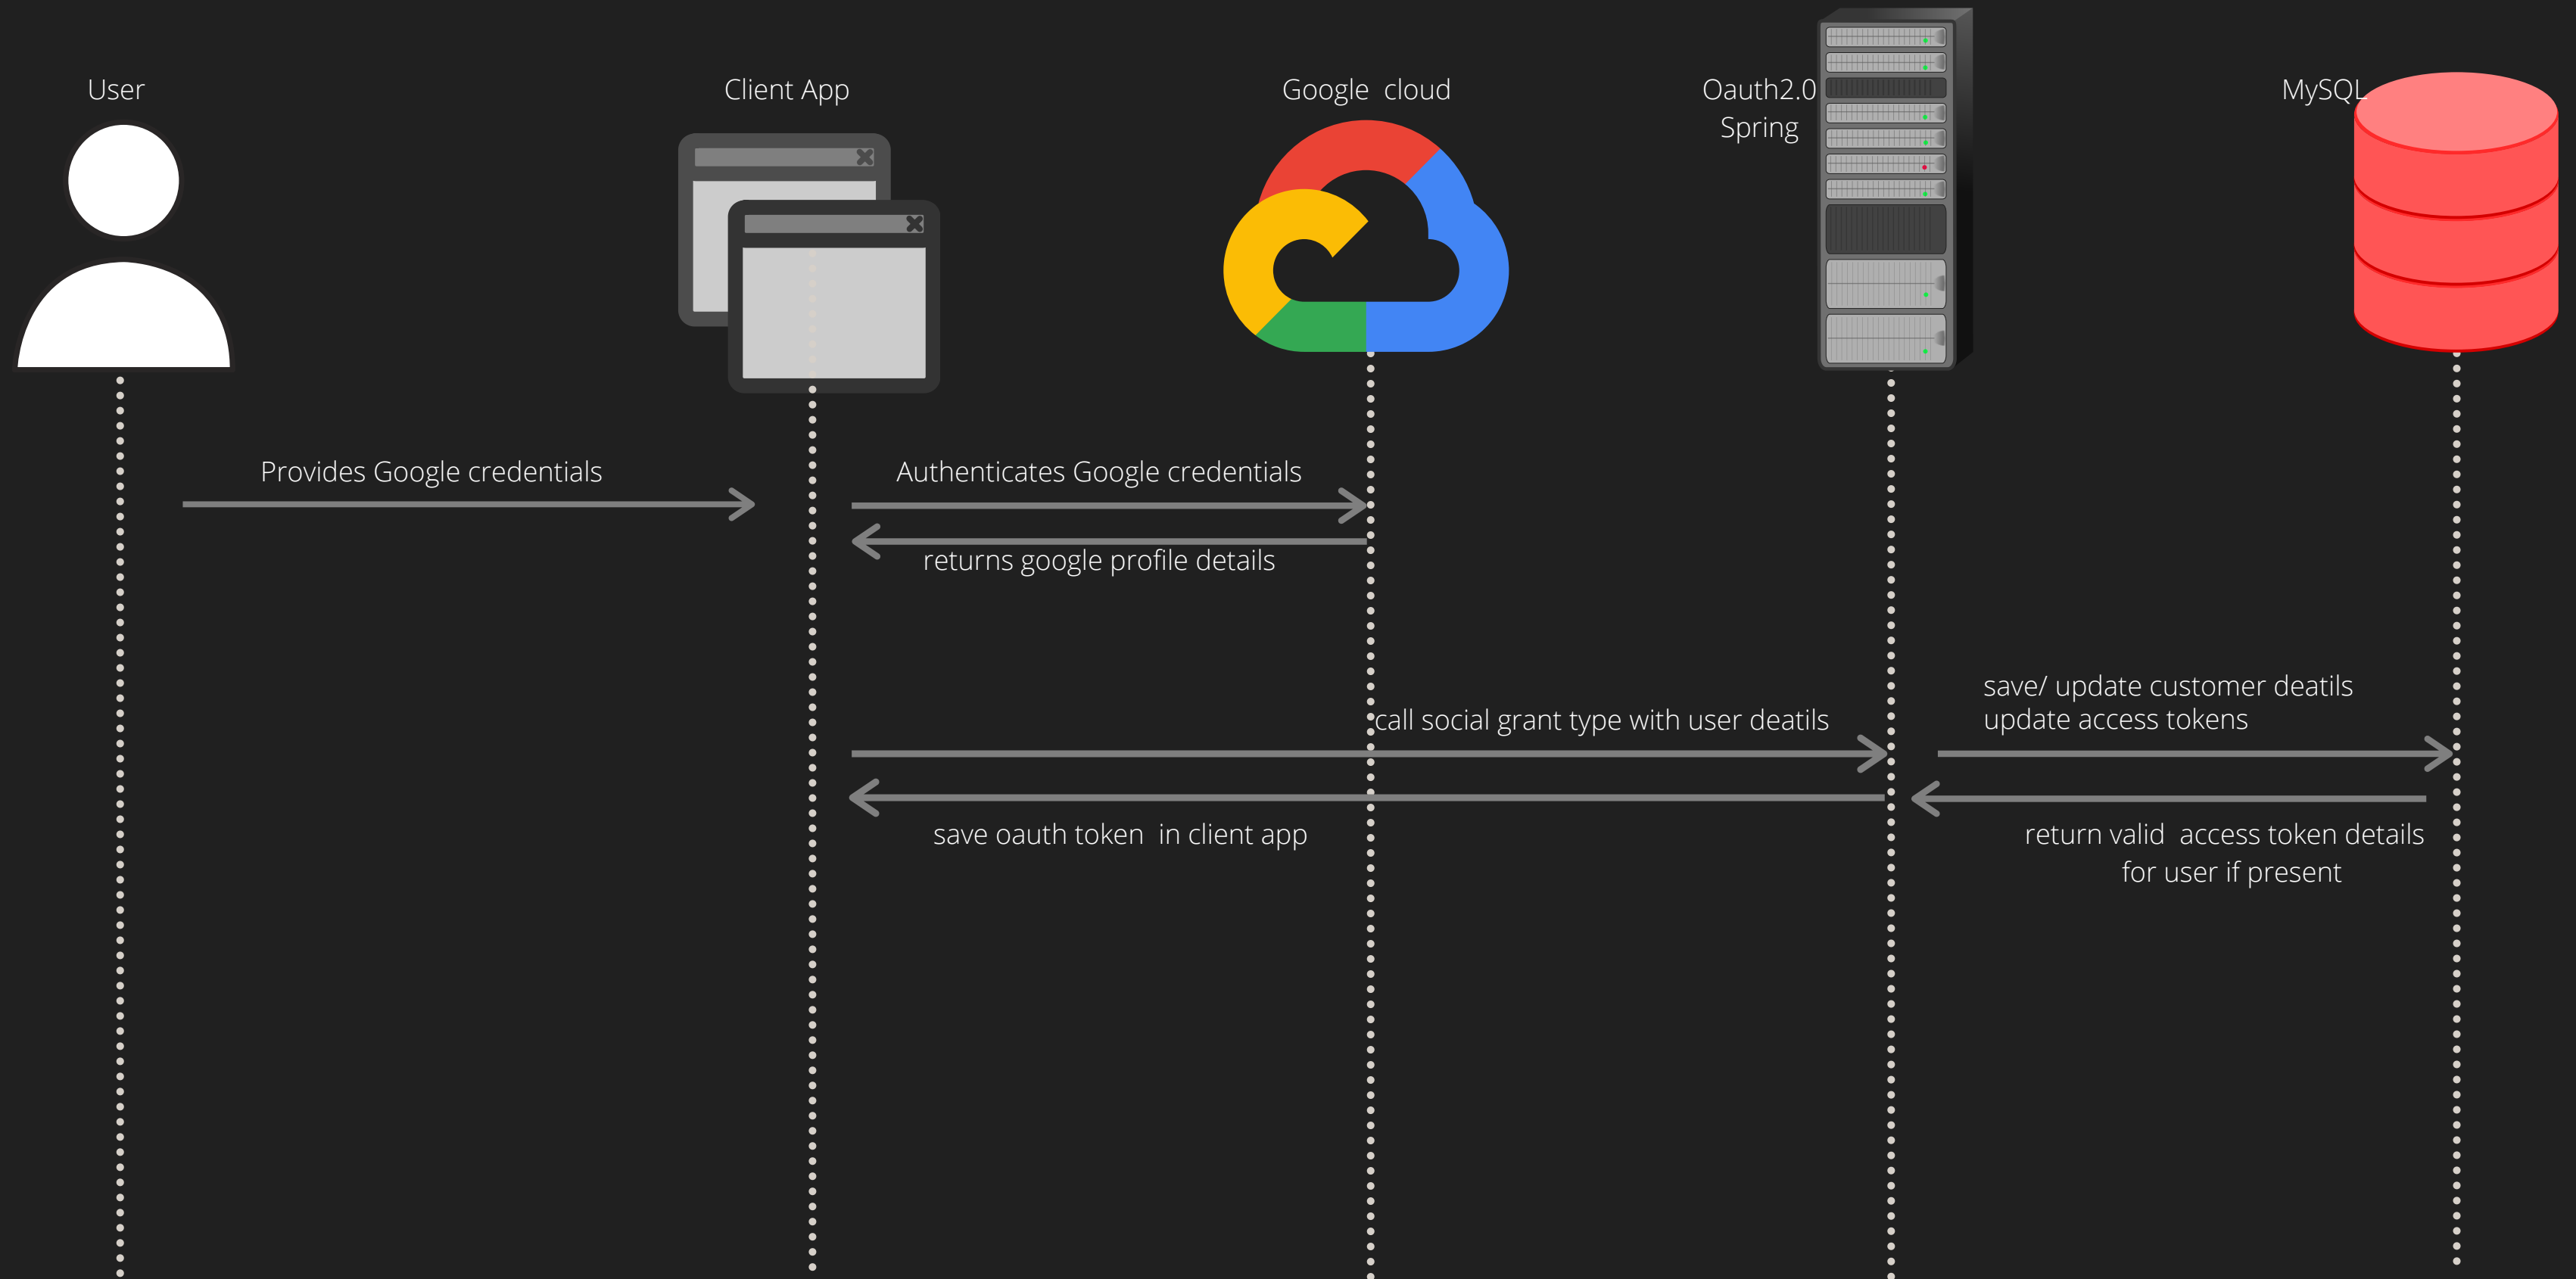 User
Client App
Google cloud
Oauth2.0
Spring
MySQL
Provides Google credentials
Authenticates Google credentials
returns google profile details
call social grant type with user deatils
save/ update customer deatils
update access tokens
save oauth token in client app
return valid access token details
for user if present